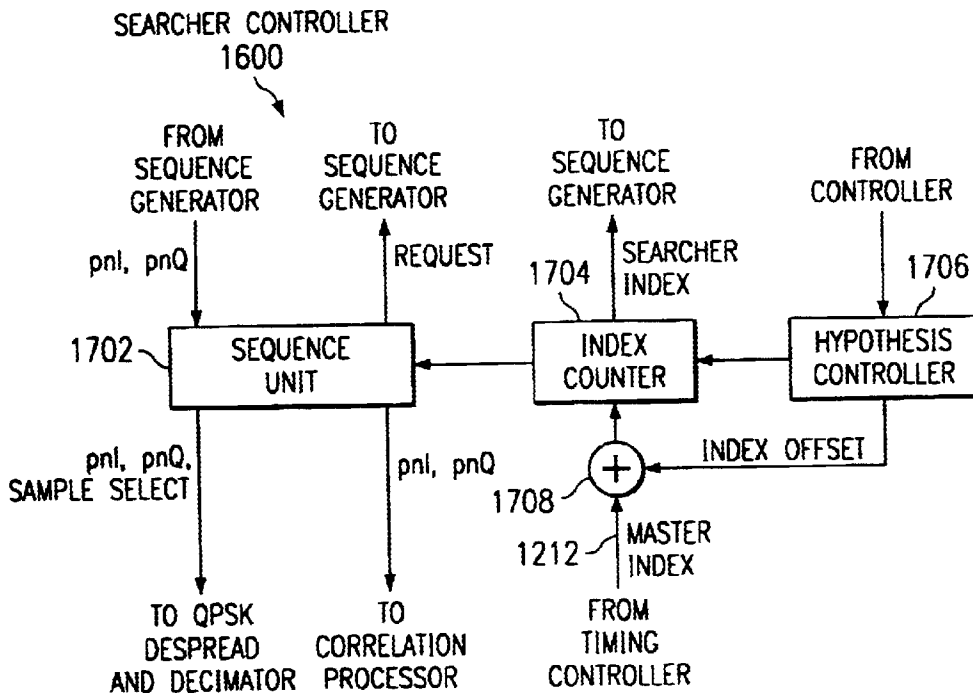 SEARCHER CONTROLLER
1600
FROM
SEQUENCE
GENERATOR
TO
SEQUENCE
GENERATOR
TO
SEQUENCE
GENERATOR
FROM
CONTROLLER
pnI, pnQ
REQUEST
1704
SEARCHER
INDEX
1706
1702
SEQUENCE
UNIT
INDEX
COUNTER
HYPOTHESIS
CONTROLLER
pnI, pnQ,
SAMPLE SELECT
pnI, pnQ
+
INDEX OFFSET
1708
1212
MASTER
INDEX
TO QPSK
DESPREAD
AND DECIMATOR
TO
CORRELATION
PROCESSOR
FROM
TIMING
CONTROLLER